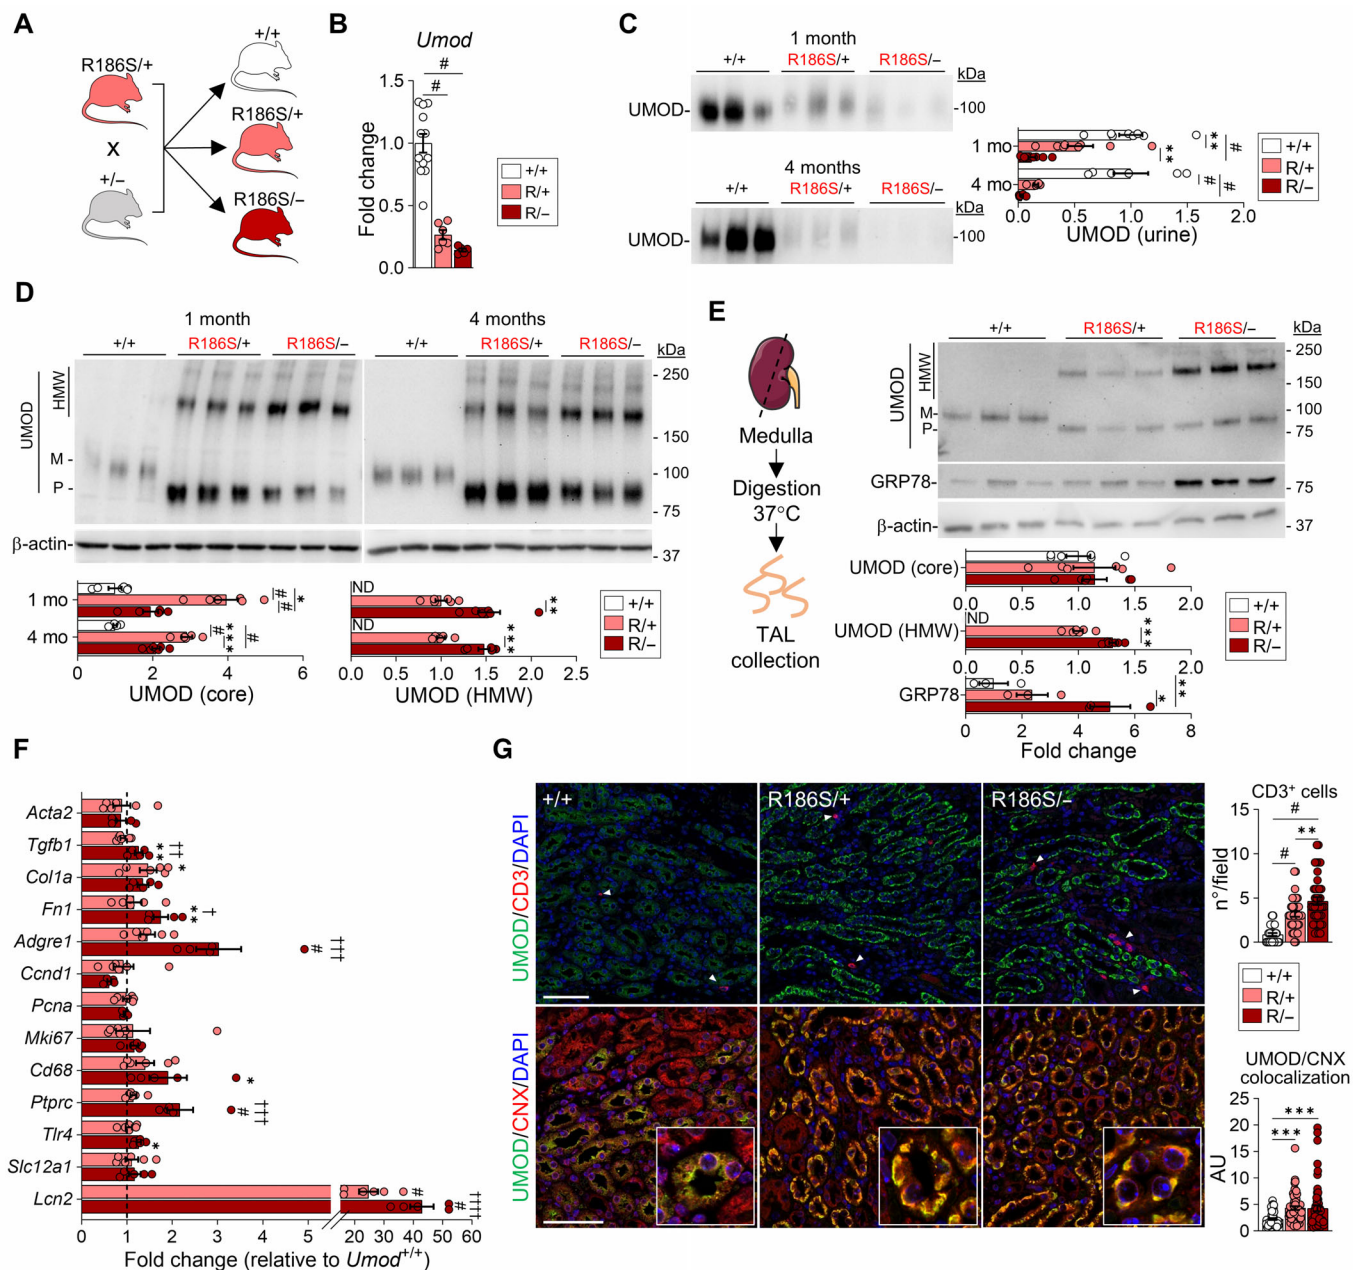 A
R186S/+
X
+/−
+/+
R186S/+
R186S/−
B
Umod
#
#
Fold change
1.5
1.0
0.5
0.0
+/+
R/+
R/−
C
1 month
+/+
R186S/+
R186S/−
kDa
UMOD-
- 100
4 months
+/+
R186S/+
R186S/−
kDa
UMOD-
- 100
1 mo
4 mo
**
**
#
#
#
0.0 0.5 1.0 1.5 2.0
UMOD (urine)
+/+
R/+
R/−
D
1 month
4 months
+/+
R186S/+
R186S/−
+/+
R186S/+
R186S/−
kDa
UMOD
HMW
M -
P -
- 250
- 150
- 100
- 75
β-actin-
- 37
1 mo
4 mo
#
#
*
#
***
#
0 2 4 6
UMOD (core)
ND
ND
**
***
0.0 0.5 1.0 1.5 2.0 2.5
UMOD (HMW)
+/+
R/+
R/−
E
Medulla
Digestion
37°C
TAL
collection
+/+
R186S/+
R186S/−
kDa
UMOD
HMW
M -
P -
- 250
- 150
- 100
- 75
GRP78-
- 75
β-actin-
- 37
UMOD (core)
0.0 0.5 1.0 1.5 2.0
UMOD (HMW)
ND
***
0.0 0.5 1.0 1.5 2.0
GRP78
*
**
0 2 4 6 8
Fold change
+/+
R/+
R/−
F
Acta2
Tgfb1
** †††
Col1a
*
Fn1
** †
Adgre1
# †††
Ccnd1
Pcna
Mki67
Cd68
*
Ptprc
# †††
Tlr4
*
Slc12a1
Lcn2
#
# †††
0 1 2 3 4 5 20 30 40 50 60
Fold change (relative to Umod+/+)
G
+/+
R186S/+
R186S/−
UMOD/CD3/DAPI
UMOD/CNX/DAPI
CD3+ cells
#
**
#
n°/field
15
10
5
0
+/+
R/+
R/−
UMOD/CNX
colocalization
***
***
AU
25
20
15
10
5
0